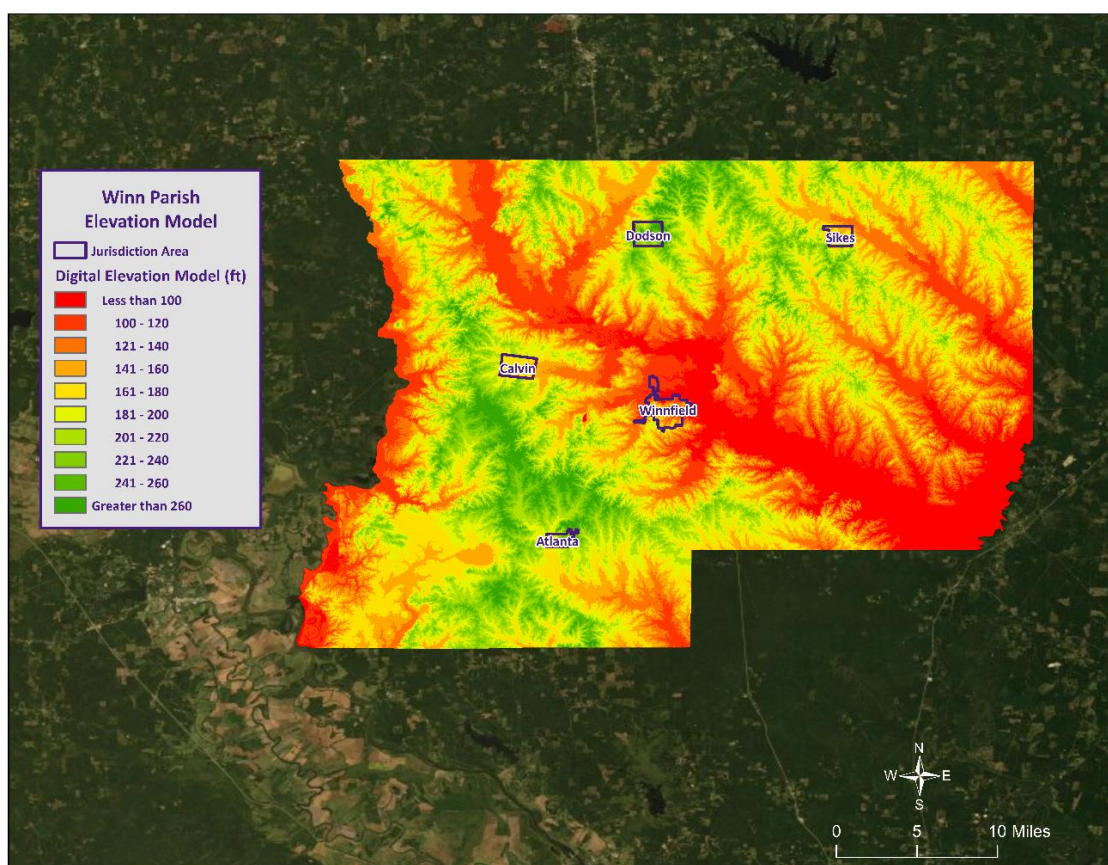 Winn Parish
Elevation Model
Jurisdiction Area
Digital Elevation Model (ft)
Less than 100
100 - 120
121 - 140
141 - 160
161 - 180
181 - 200
201 - 220
221 - 240
241 - 260
Greater than 260
Dodson
Sikes
Calvin
Winnfield
Atlanta
N
W E
S
0 5 10 Miles